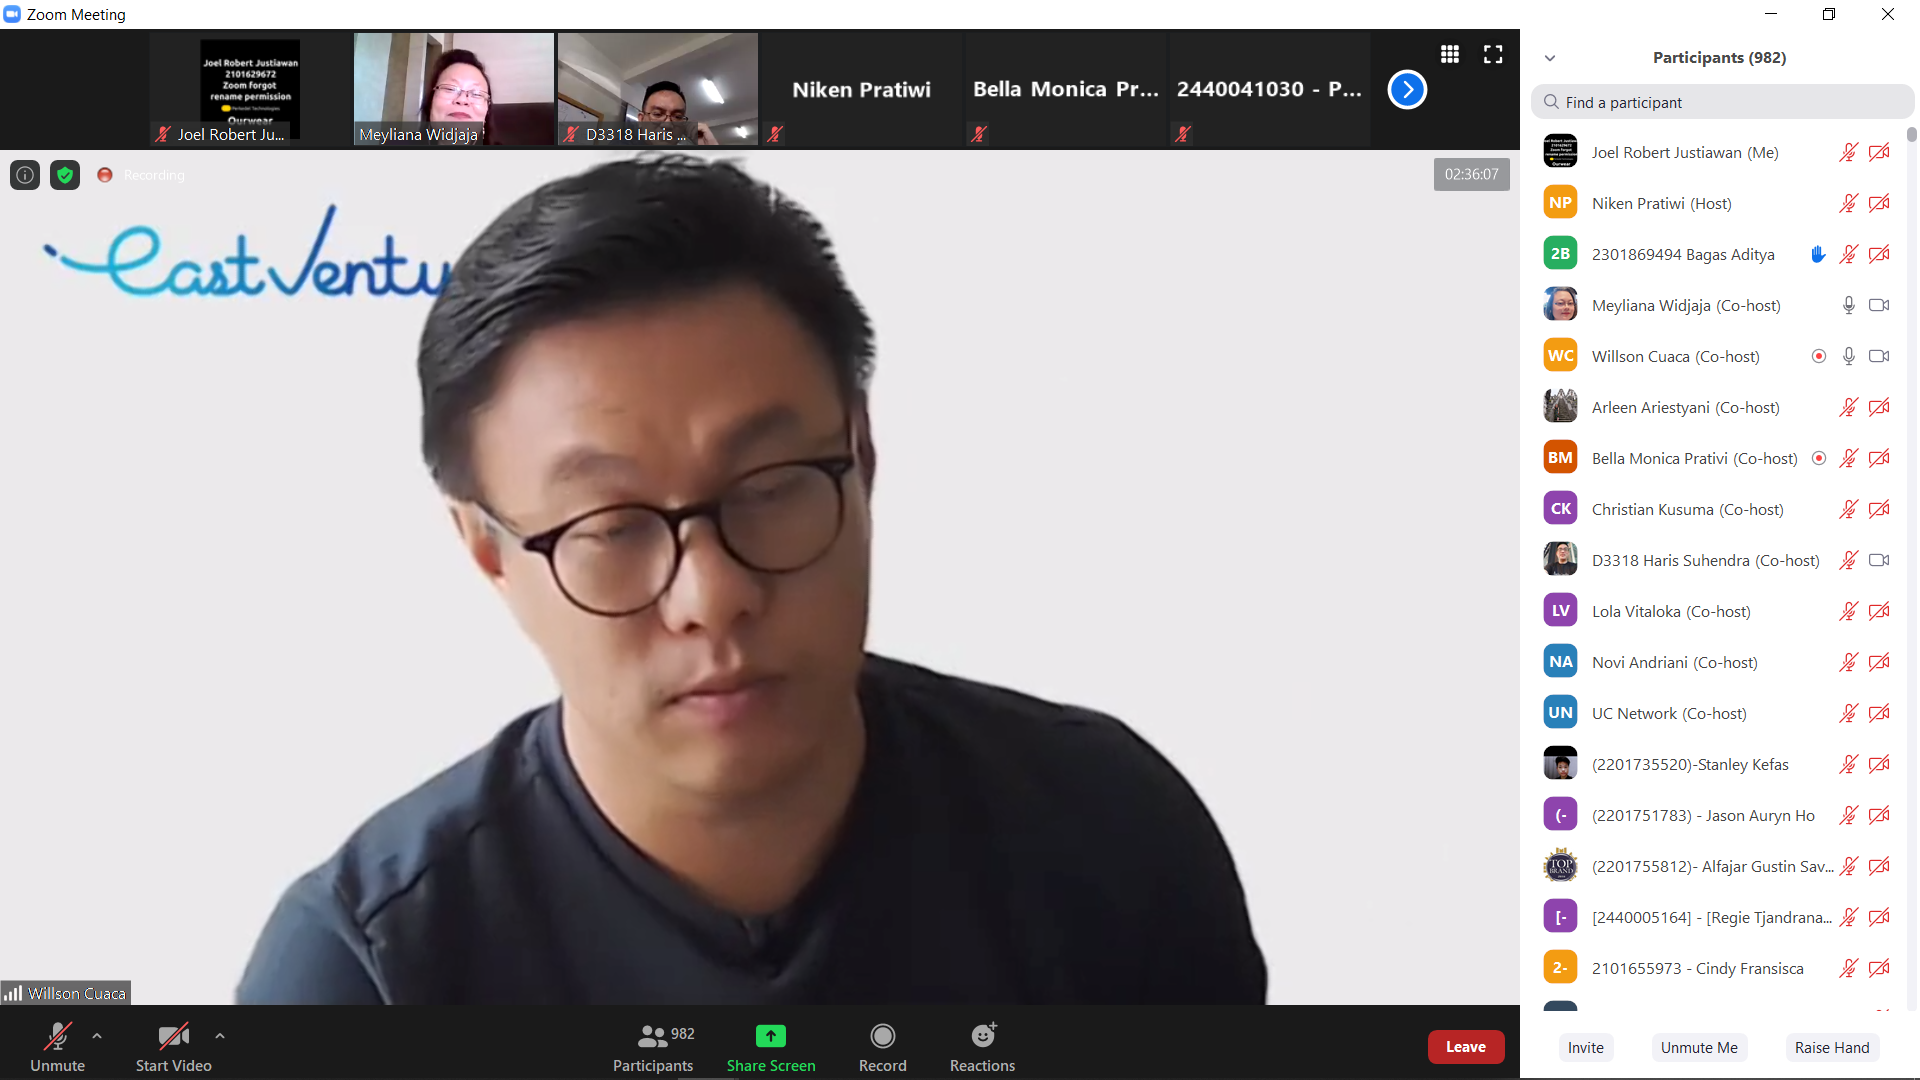 Zoom Meeting
Joel Robert Justiawan
2101629672
Zoom forgot
rename permission
Ourwear
Joel Robert Ju...
Meyliana Widjaja
D3318 Haris ...
Niken Pratiwi
Bella Monica Pr...
2440041030 - P...
Recording
02:36:07
east Ventu
Willson Cuaca
Unmute
Start Video
982
Participants
Share Screen
Record
Reactions
Leave
Participants (982)
Find a participant
Joel Robert Justiawan (Me)
NP
Niken Pratiwi (Host)
2B
2301869494 Bagas Aditya
Meyliana Widjaja (Co-host)
WC
Willson Cuaca (Co-host)
Arleen Ariestyani (Co-host)
BM
Bella Monica Prativi (Co-host)
CK
Christian Kusuma (Co-host)
D3318 Haris Suhendra (Co-host)
LV
Lola Vitaloka (Co-host)
NA
Novi Andriani (Co-host)
UN
UC Network (Co-host)
(2201735520)-Stanley Kefas
(-
(2201751783) - Jason Auryn Ho
TOP
BRAND
(2201755812)- Alfajar Gustin Sav...
[-
[2440005164] - [Regie Tjandrana...
2-
2101655973 - Cindy Fransisca
Invite
Unmute Me
Raise Hand